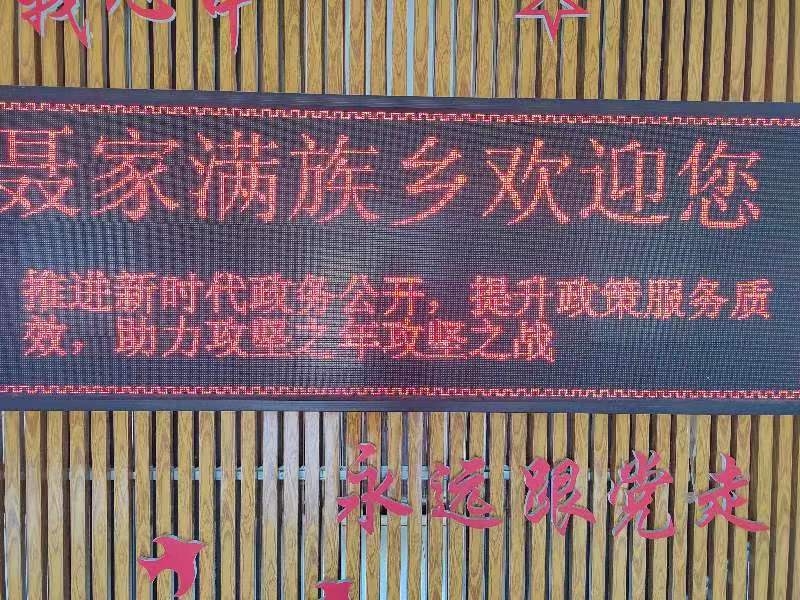 聂家满族乡欢迎您
推进新时代政务公开，提升政策服务质
效，助力攻坚之年攻坚之战
永远跟党走